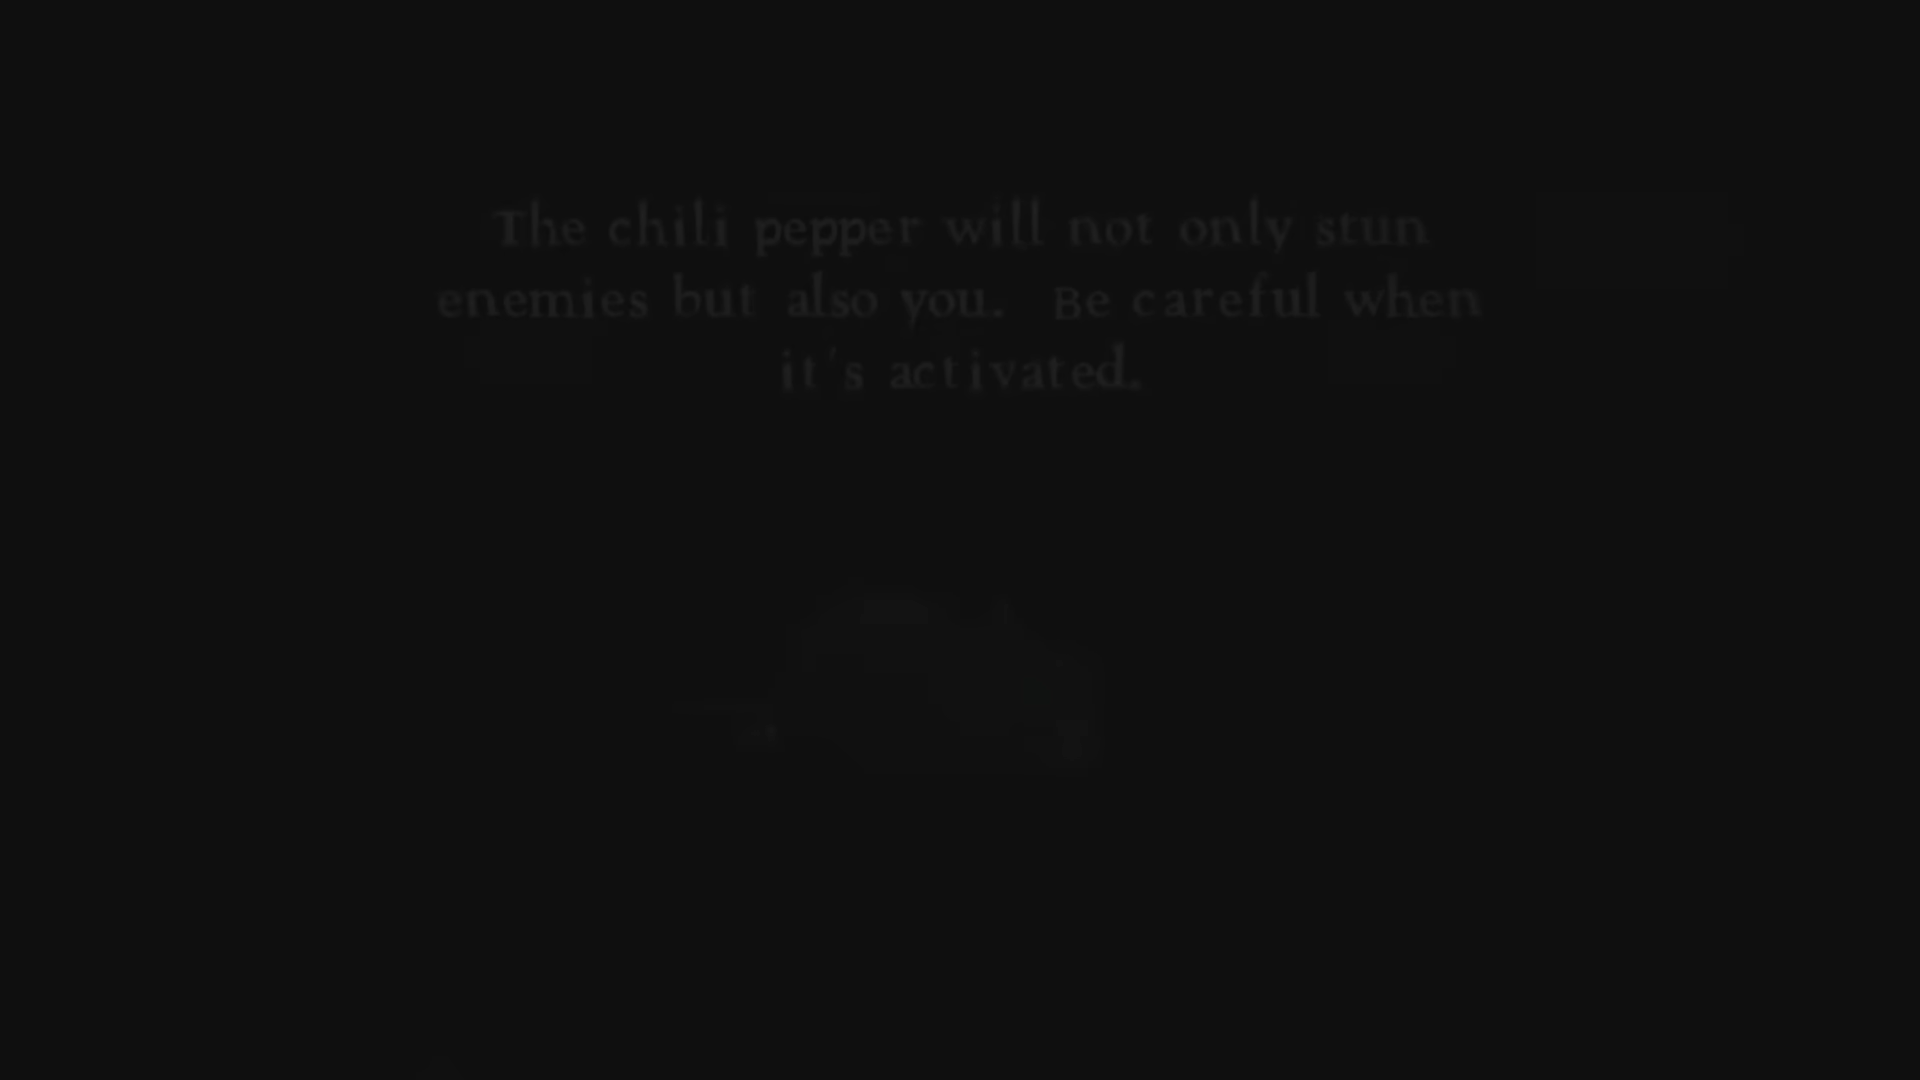 The chili pepper will not only stun
enemies but also you. Be careful when
it's activated.